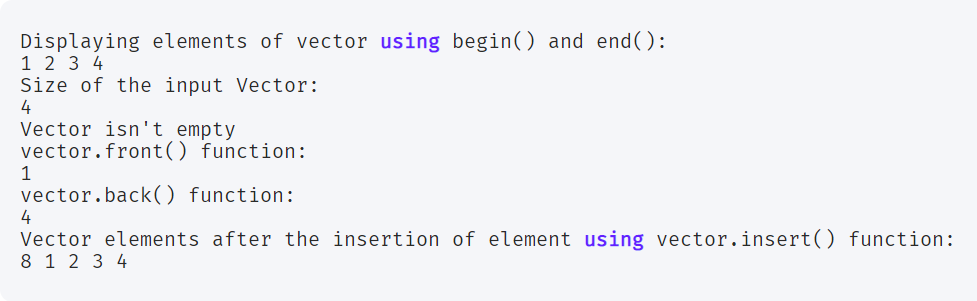 Displaying elements of vector using begin() and end():
1 2 3 4
Size of the input Vector:
4
Vector isn't empty
vector.front() function:
1
vector.back() function:
4
Vector elements after the insertion of element using vector.insert() function:
8 1 2 3 4